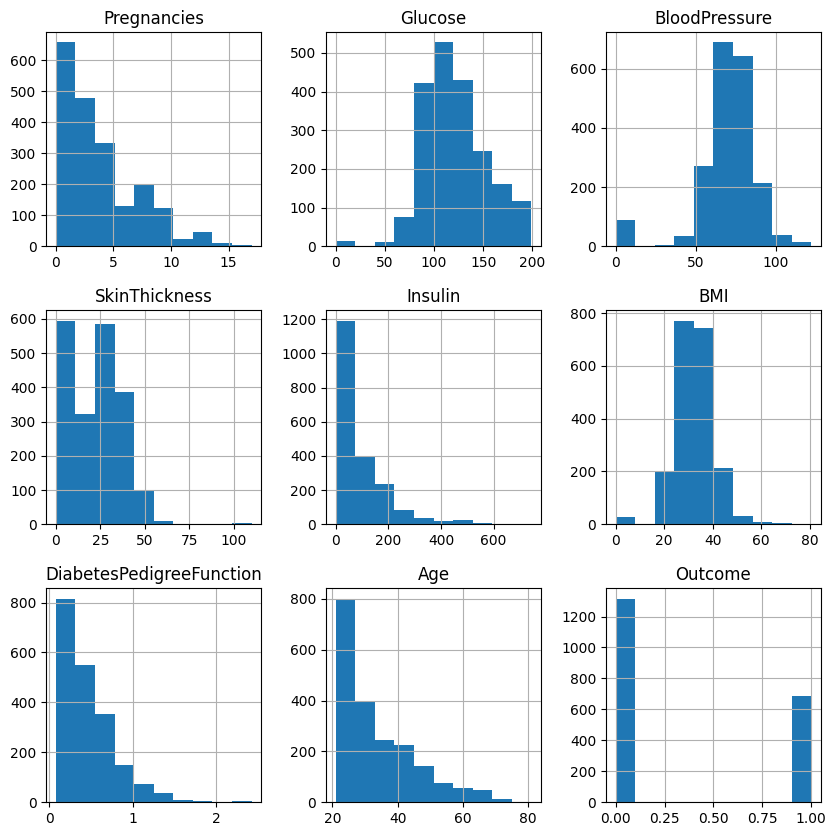 Pregnancies
600
500
400
300
200
100
0
0 5 10 15
Glucose
500
400
300
200
100
0
0 50 100 150 200
BloodPressure
600
400
200
0
0 50 100
SkinThickness
600
500
400
300
200
100
0
0 25 50 75 100
Insulin
1200
1000
800
600
400
200
0
0 200 400 600
BMI
800
600
400
200
0
0 20 40 60 80
DiabetesPedigreeFunction
800
600
400
200
0
0 1 2
Age
800
600
400
200
0
20 40 60 80
Outcome
1200
1000
800
600
400
200
0
0.00 0.25 0.50 0.75 1.00